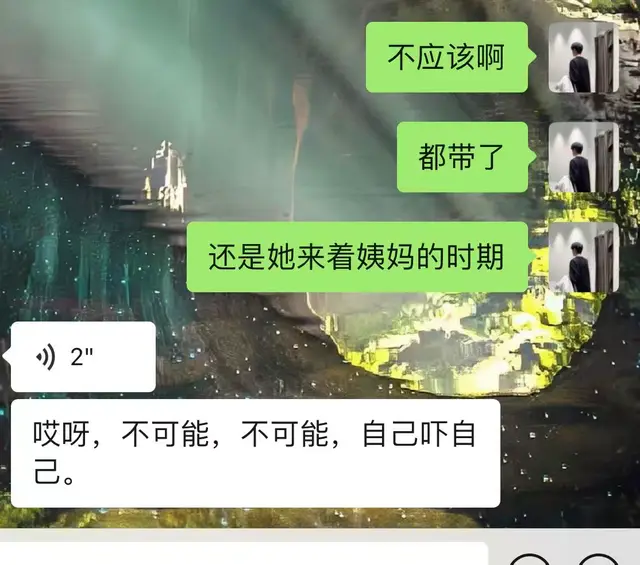 不应该啊
都带了
还是她来着姨妈的时期
2"
哎呀，不可能，不可能，自己吓自
己。